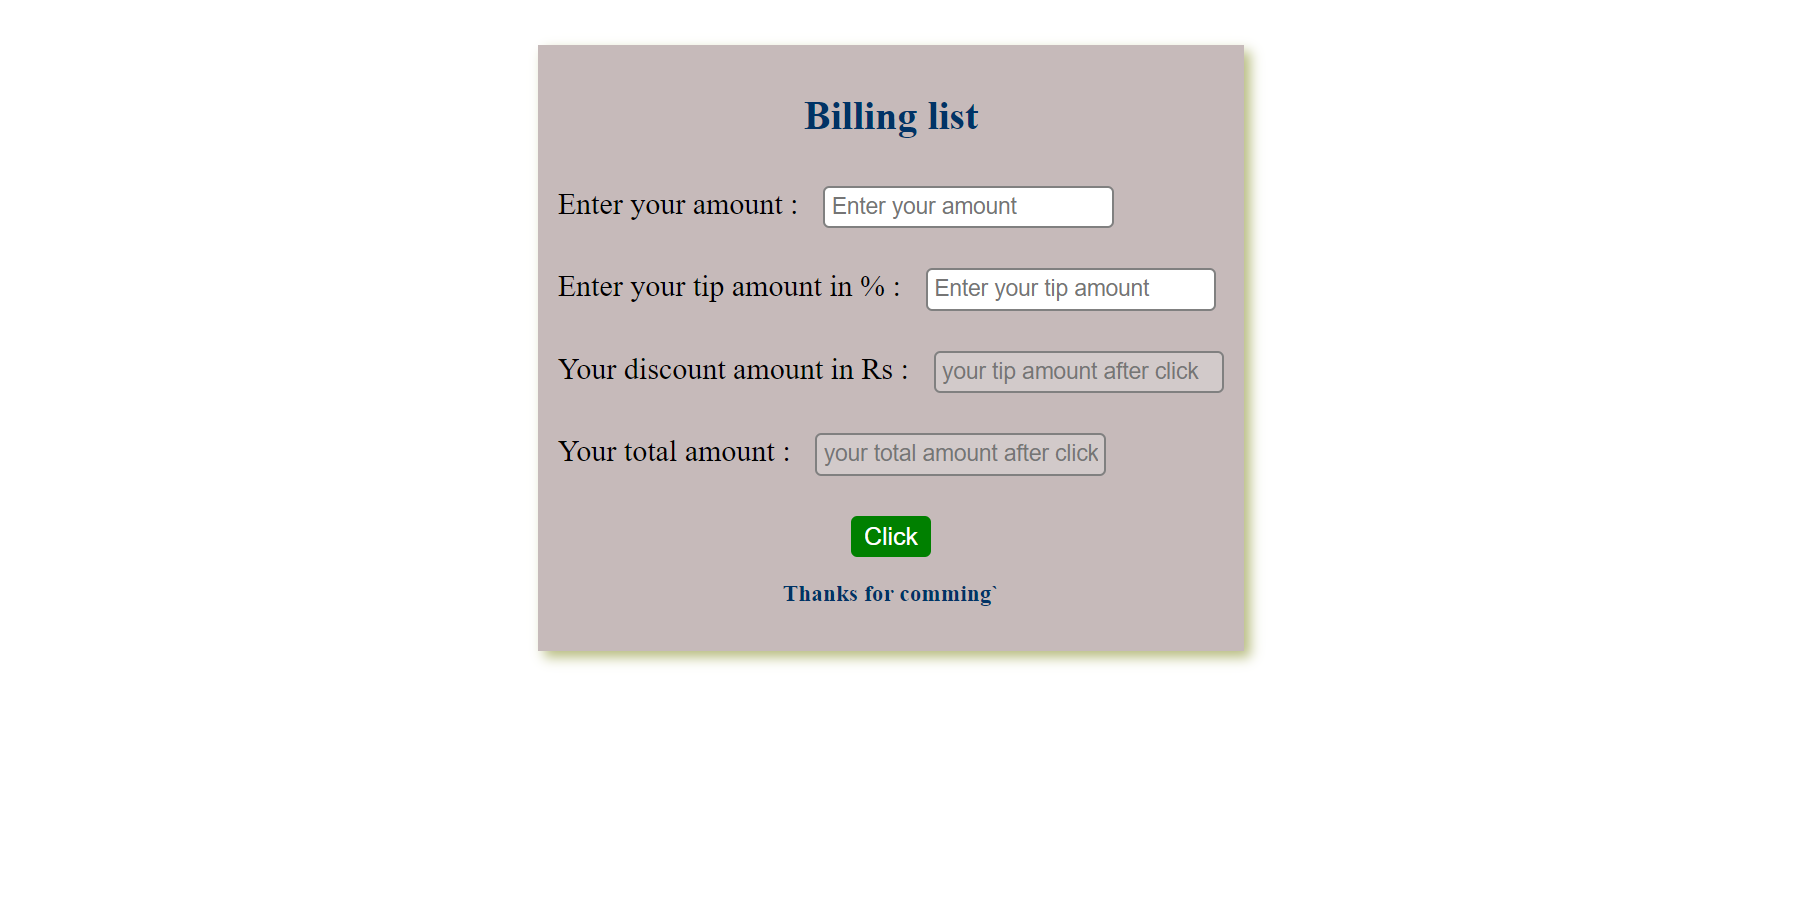 Billing list
Enter your amount : Enter your amount
Enter your tip amount in % : Enter your tip amount
Your discount amount in Rs : your tip amount after click
Your total amount : your total amount after click
Click
Thanks for comming`